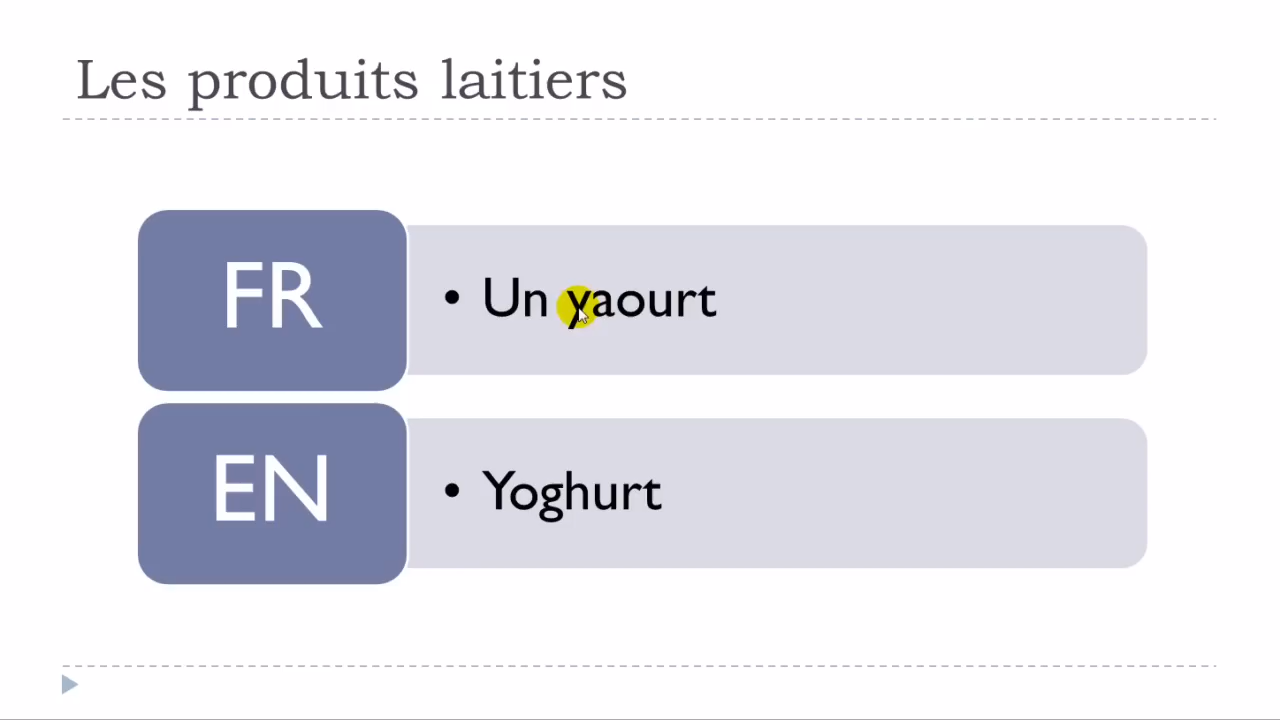 Les produits laitiers
FR
• Un yaourt
EN
• Yoghurt